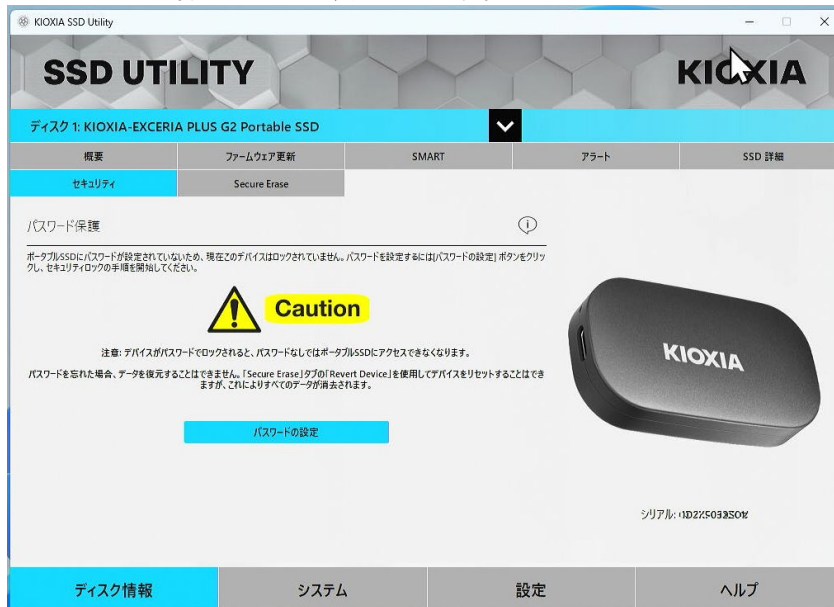 KIOXIA SSD Utility
SSD UTILITY
KIOXIA
ディスク 1: KIOXIA-EXCERIA PLUS G2 Portable SSD
概要
ファームウェア更新
SMART
アラート
SSD 詳細
セキュリティ
Secure Erase
パスワード保護
ポータブルSSDにパスワードが設定されていないため、現在このデバイスはロックされていません。パスワードを設定するには[パスワードの設定] ボタンをクリッ
クし、セキュリティロックの手順を開始してください。
Caution
注意: デバイスがパスワードでロックされると、パスワードなしではポータブルSSDにアクセスできなくなります。
パスワードを忘れた場合、データを復元することはできません。「Secure Erase」タブの「Revert Device」を使用してデバイスをリセットすることはでき
ますが、これによりすべてのデータが消去されます。
パスワードの設定
KIOXIA
シリアル:
ディスク情報
システム
設定
ヘルプ